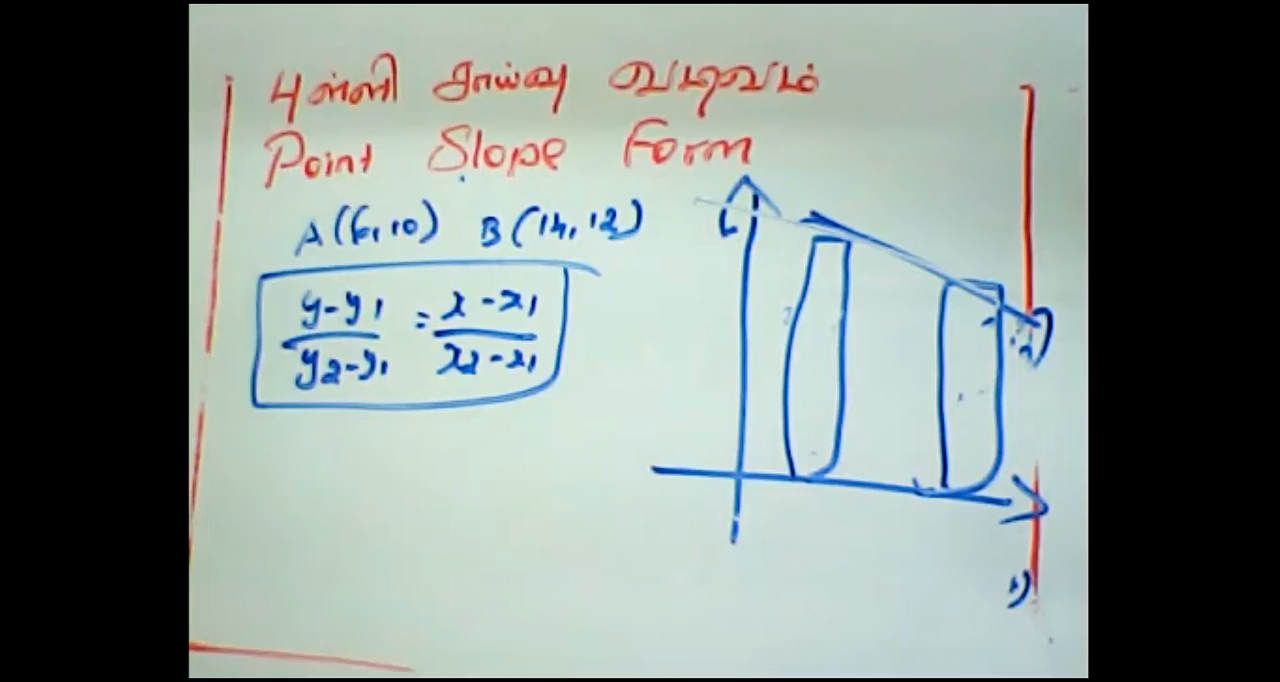 புள்ளி சாய்வு வடிவம்
Point Slope Form
A(6,10) B(14,12)
y-y1/y2-y1 = x-x1/x2-x1